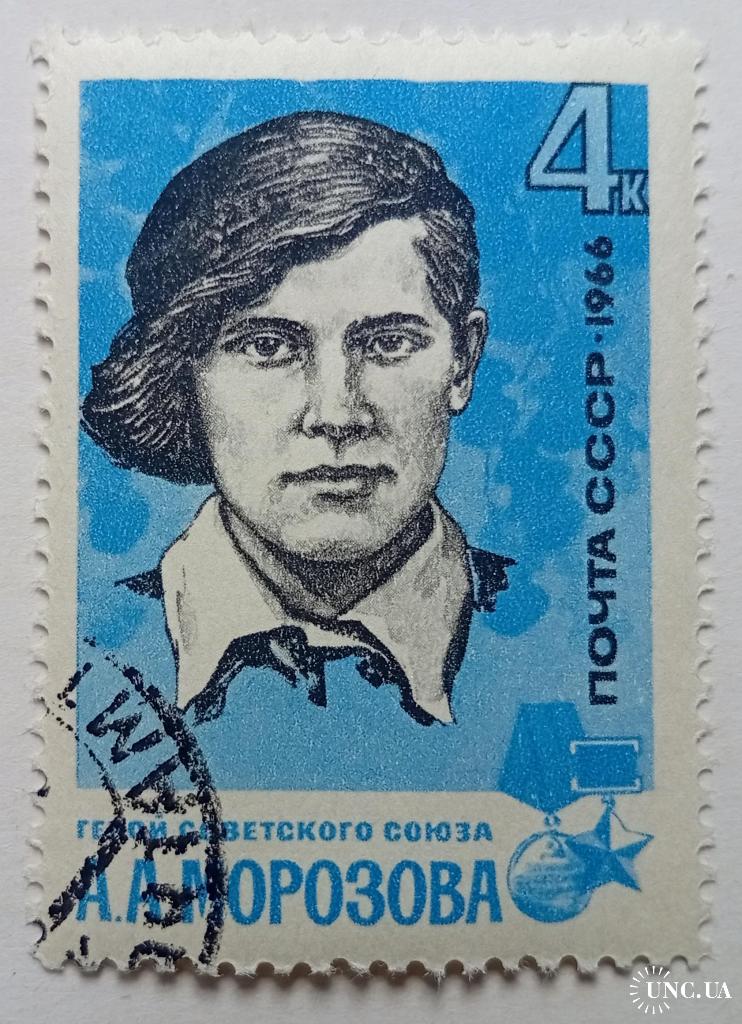 4к
ПОЧТА СССР · 1966
ГЕРОЙ СОВЕТСКОГО СОЮЗА
А.А.МОРОЗОВА
UNC.UA